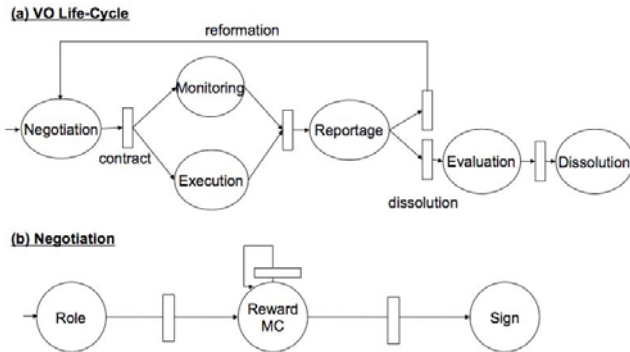 (a) VO Life-Cycle
reformation
Monitoring
Negotiation
contract
Execution
Reportage
Evaluation
Dissolution
dissolution
(b) Negotiation
Role
Reward
MC
Sign